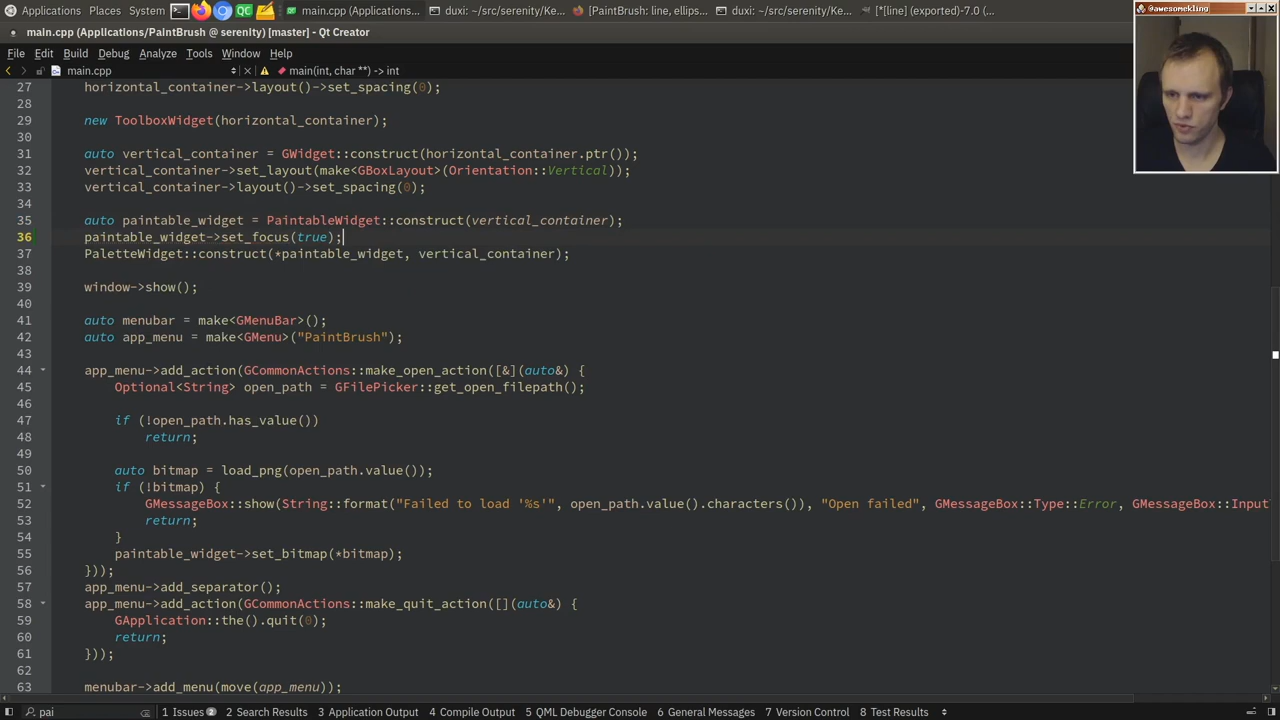 Applications Places System main.cpp (Applications... duxi: ~/src/serenity/Ke... [PaintBrush: line, ellips... duxi: ~/src/serenity/Ke... [*[line] (exported)-7.0 (... @awesomekling
main.cpp (Applications/PaintBrush @ serenity) [master] - Qt Creator
File Edit Build Debug Analyze Tools Window Help
main.cpp main(int, char **) -> int
27 horizontal_container->layout()->set_spacing(0);
28
29 new ToolboxWidget(horizontal_container);
30
31 auto vertical_container = GWidget::construct(horizontal_container.ptr());
32 vertical_container->set_layout(make<GBoxLayout>(Orientation::Vertical));
33 vertical_container->layout()->set_spacing(0);
34
35 auto paintable_widget = PaintableWidget::construct(vertical_container);
36 paintable_widget->set_focus(true);
37 PaletteWidget::construct(*paintable_widget, vertical_container);
38
39 window->show();
40
41 auto menubar = make<GMenuBar>();
42 auto app_menu = make<GMenu>("PaintBrush");
43
44 app_menu->add_action(GCommonActions::make_open_action([&](auto&) {
45 Optional<String> open_path = GFilePicker::get_open_filepath();
46
47 if (!open_path.has_value())
48 return;
49
50 auto bitmap = load_png(open_path.value());
51 if (!bitmap) {
52 GMessageBox::show(String::format("Failed to load '%s'", open_path.value().characters()), "Open failed", GMessageBox::Type::Error, GMessageBox::Input
53 return;
54 }
55 paintable_widget->set_bitmap(*bitmap);
56 }));
57 app_menu->add_separator();
58 app_menu->add_action(GCommonActions::make_quit_action([](auto&) {
59 GApplication::the().quit(0);
60 return;
61 }));
62
63 menubar->add_menu(move(app_menu));
pai 1 Issues 2 2 Search Results 3 Application Output 4 Compile Output 5 QML Debugger Console 6 General Messages 7 Version Control 8 Test Results